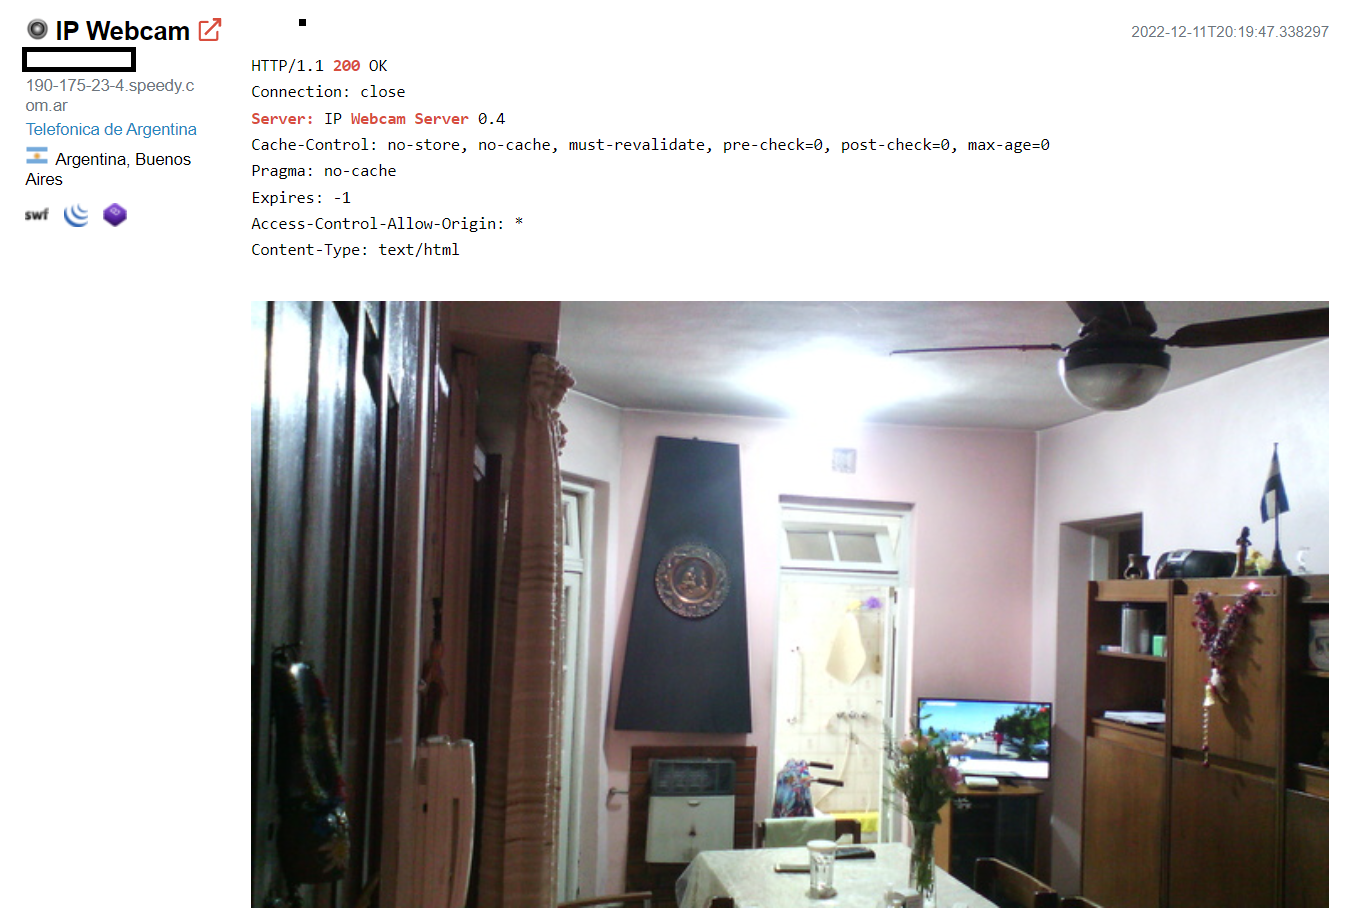 IP Webcam
2022-12-11T20:19:47.338297
190-175-23-4.speedy.c
om.ar
Telefonica de Argentina
Argentina, Buenos
Aires
swf
HTTP/1.1 200 OK
Connection: close
Server: IP Webcam Server 0.4
Cache-Control: no-store, no-cache, must-revalidate, pre-check=0, post-check=0, max-age=0
Pragma: no-cache
Expires: -1
Access-Control-Allow-Origin: *
Content-Type: text/html